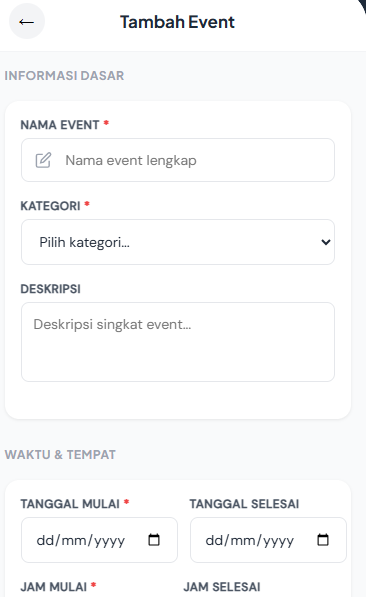 ←
Tambah Event
INFORMASI DASAR
NAMA EVENT *
Nama event lengkap
KATEGORI *
Pilih kategori...
DESKRIPSI
Deskripsi singkat event...
WAKTU & TEMPAT
TANGGAL MULAI * TANGGAL SELESAI
dd/mm/yyyy dd/mm/yyyy
JAM MULAI * JAM SELESAI